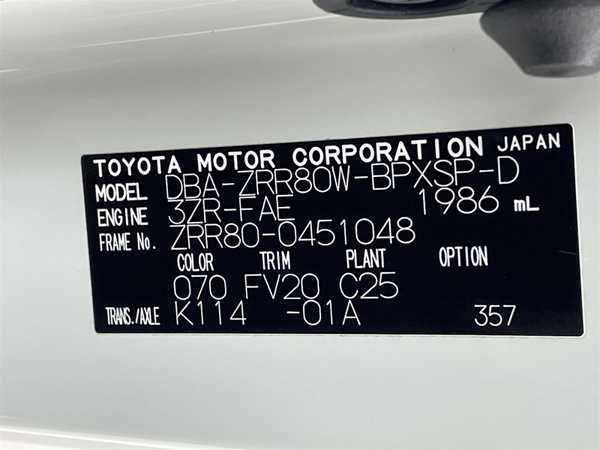 TOYOTA MOTOR CORPORATION JAPAN
MODEL DBA-ZRR80W-BPXSP-D
ENGINE 3ZR-FAE 1986 mL
FRAME No. ZRR80-0451048
COLOR TRIM PLANT OPTION
070 FV20 C25
TRANS./AXLE K114 -01A 357